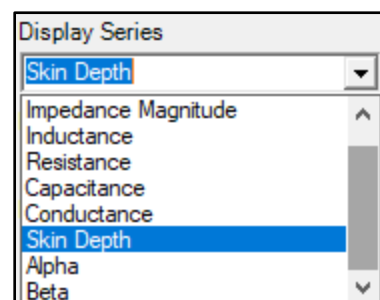 Display Series
Skin Depth
Impedance Magnitude
Inductance
Resistance
Capacitance
Conductance
Skin Depth
Alpha
Beta